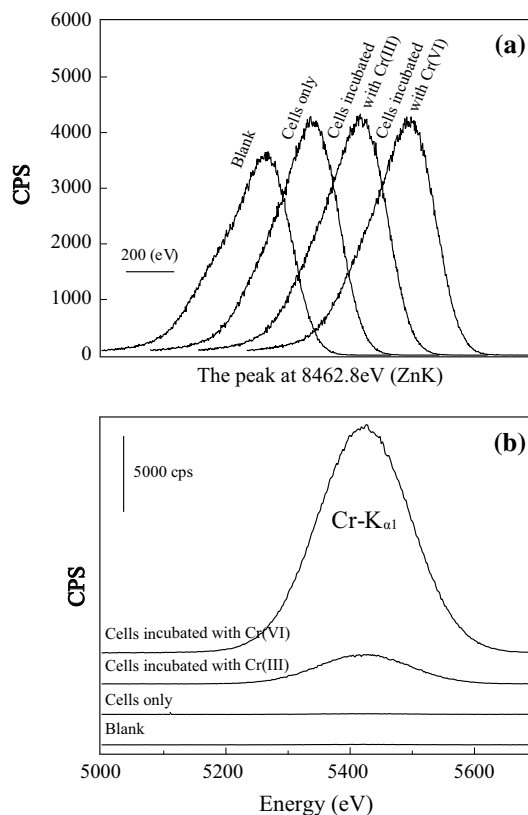 6000
(a)
5000
4000
3000
2000
1000
0
CPS
Blank
Cells only
Cells incubated
with Cr(III)
Cells incubated
with Cr(VI)
200 (eV)
The peak at 8462.8eV (ZnK)
(b)
5000 cps
Cr-Kα1
CPS
Cells incubated with Cr(VI)
Cells incubated with Cr(III)
Cells only
Blank
5000
5200
5400
5600
Energy (eV)